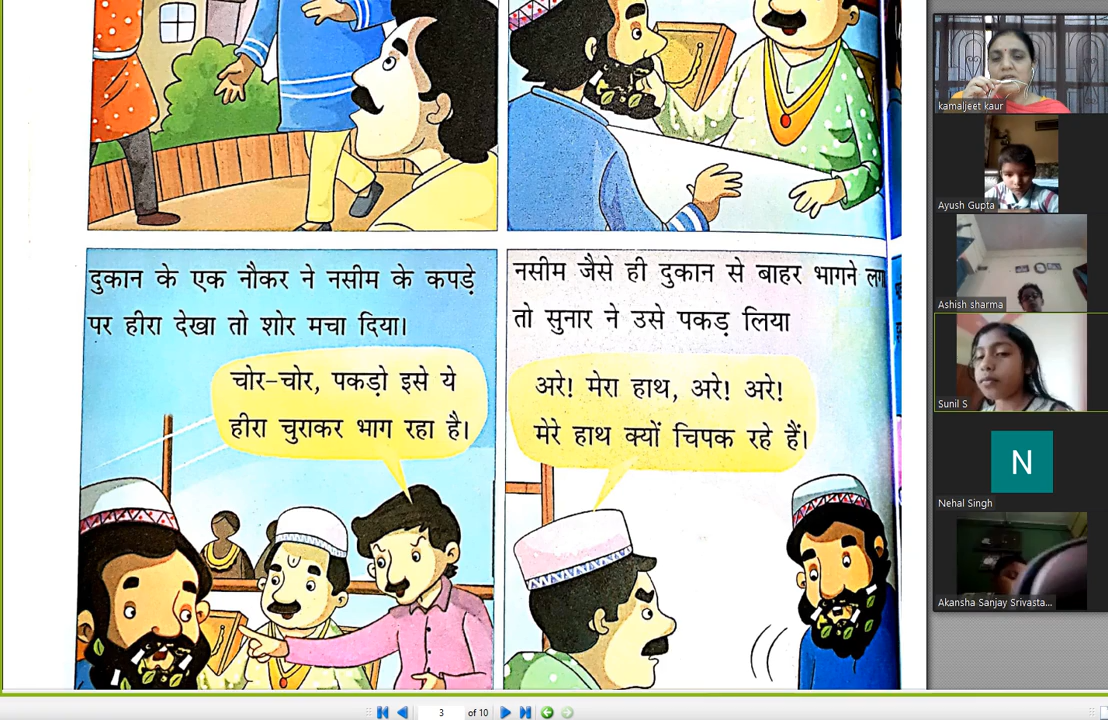 दुकान के एक नौकर ने नसीम के कपड़े
पर हीरा देखा तो शोर मचा दिया।
चोर-चोर, पकड़ो इसे ये
हीरा चुराकर भाग रहा है।
नसीम जैसे ही दुकान से बाहर भागने लगा
तो सुनार ने उसे पकड़ लिया
अरे! मेरा हाथ, अरे! अरे!
मेरे हाथ क्यों चिपक रहे हैं।
kamaljeet kaur
Ayush Gupta
Ashish sharma
Sunil S
N
Nehal Singh
Akansha Sanjay Srivasta...
3 of 10